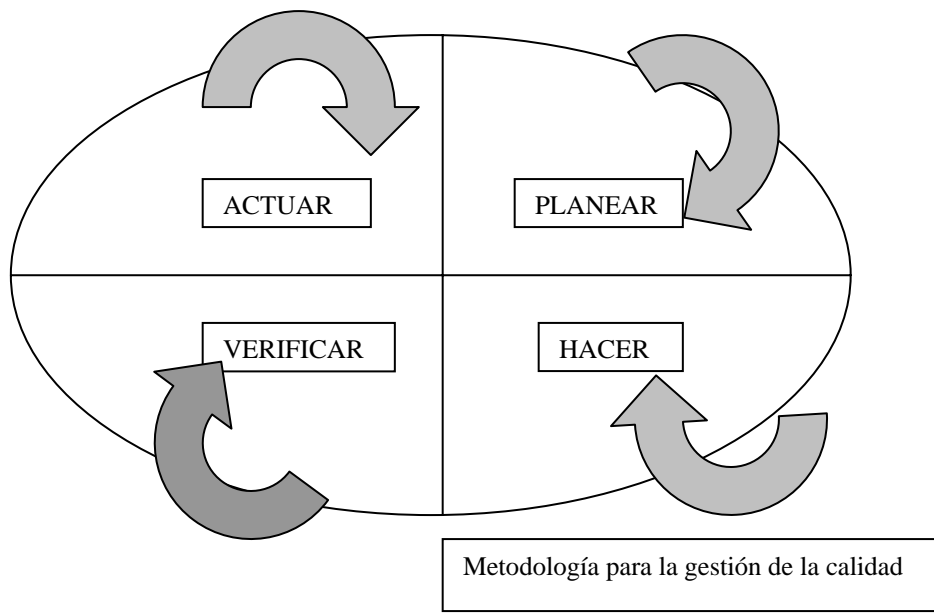 ACTUAR
PLANEAR
VERIFICAR
HACER
Metodología para la gestión de la calidad